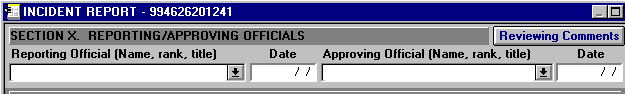 INCIDENT REPORT - 994626201241
SECTION X. REPORTING/APPROVING OFFICIALS Reviewing Comments
Reporting Official (Name, rank, title) Date Approving Official (Name, rank, title) Date
/ / / /